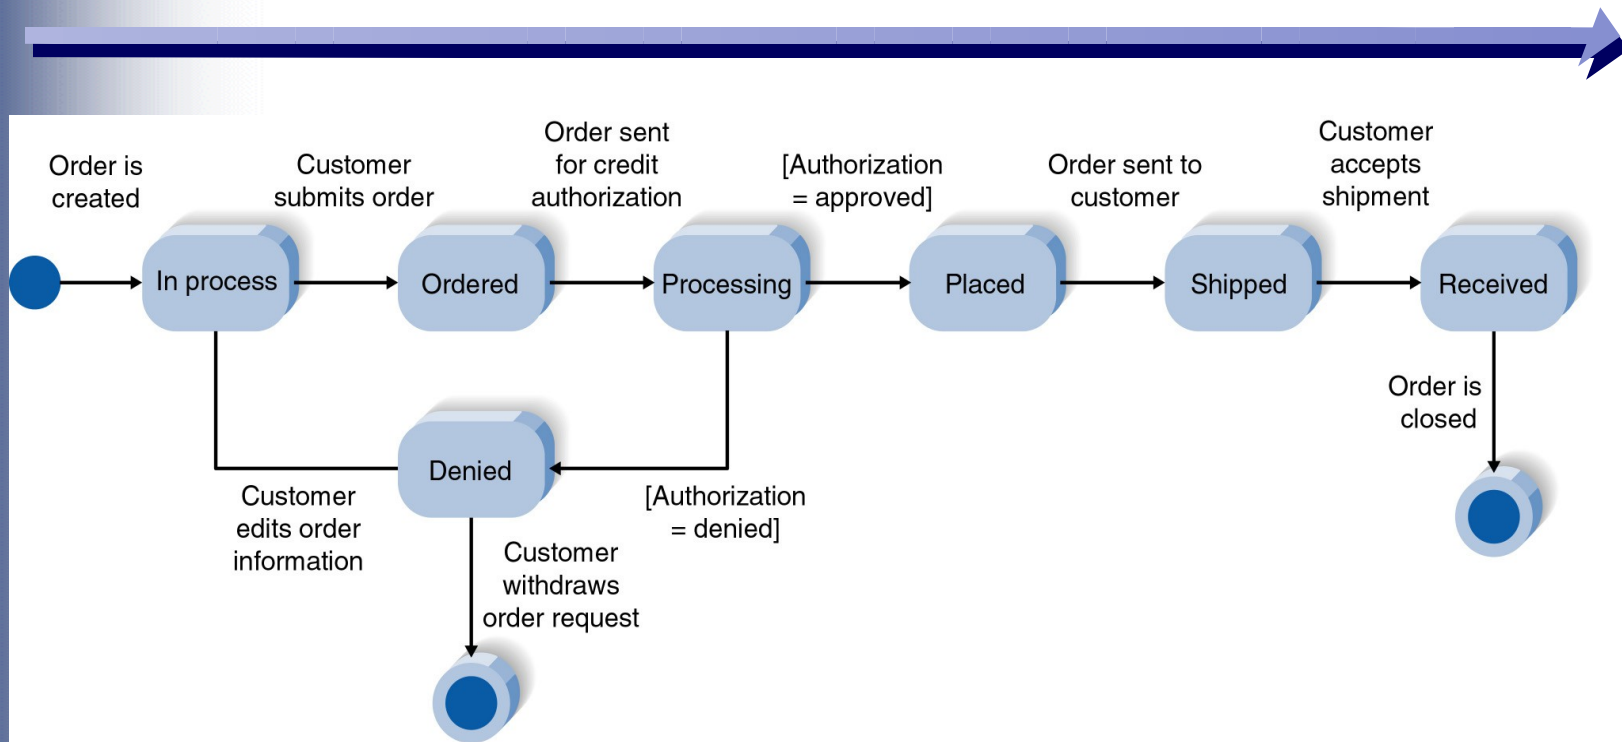 Order is
created
Customer
submits order
Order sent
for credit
authorization
[Authorization
= approved]
Order sent to
customer
Customer
accepts
shipment
In process
Ordered
Processing
Placed
Shipped
Received
Order is
closed
Denied
Customer
edits order
information
[Authorization
= denied]
Customer
withdraws
order request